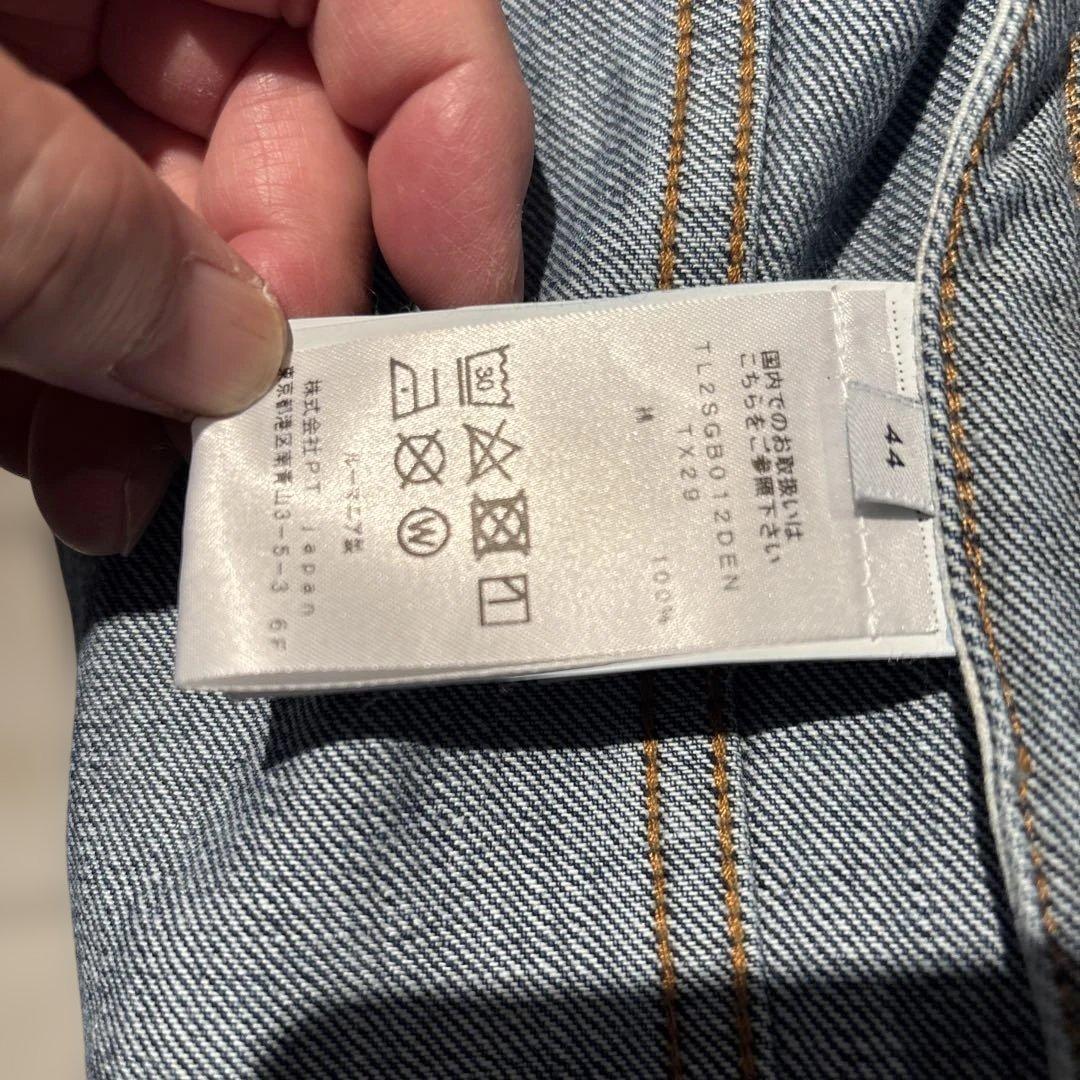 44
国内でのお取扱いは
こちらをご参照下さい
TL2SGB012DEN
TX29
100%
30
W
ルーマニア製
株式会社PT Japan
東京都港区南青山3-5-3 6F